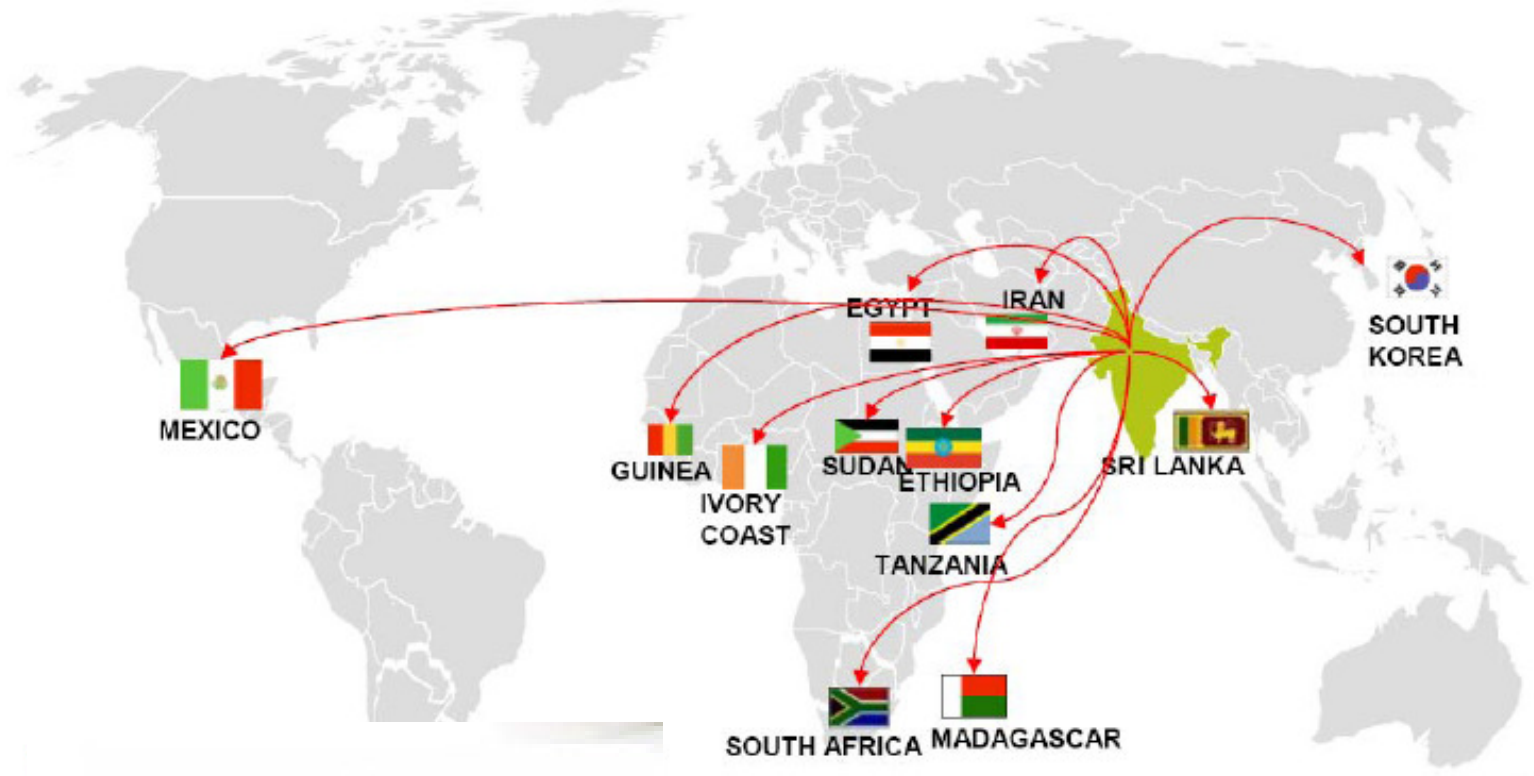 EGYPT
IRAN
SOUTH
KOREA
MEXICO
GUINEA
SUDAN
SRI LANKA
ETHIOPIA
IVORY
COAST
TANZANIA
SOUTH AFRICA
MADAGASCAR